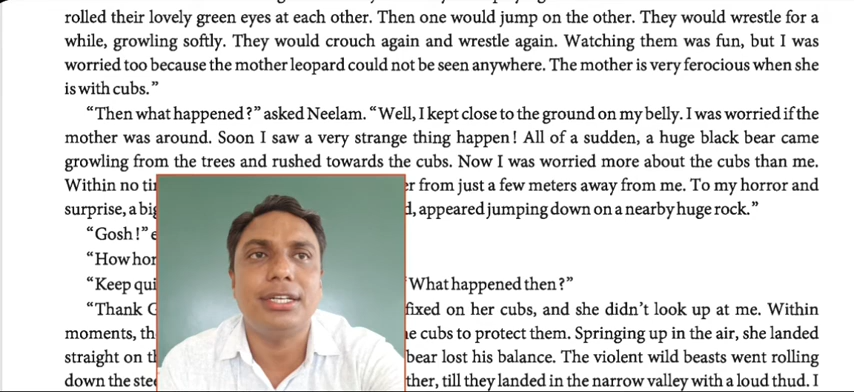 rolled their lovely green eyes at each other. Then one would jump on the other. They would wrestle for a
while, growling softly. They would crouch again and wrestle again. Watching them was fun, but I was
worried too because the mother leopard could not be seen anywhere. The mother is very ferocious when she
is with cubs.”
“Then what happened?” asked Neelam. “Well, I kept close to the ground on my belly. I was worried if the
mother was around. Soon I saw a very strange thing happen! All of a sudden, a huge black bear came
growling from the trees and rushed towards the cubs. Now I was worried more about the cubs than me.
Within no from just a few meters away from me. To my horror and
surprise, a appeared jumping down on a nearby huge rock.”
“Gosh!”
“How
“Keep What happened then?”
“Thank fixed on her cubs, and she didn’t look up at me. Within
moments, cubs to protect them. Springing up in the air, she landed
straight on bear lost his balance. The violent wild beasts went rolling
down the till they landed in the narrow valley with a loud thud. I